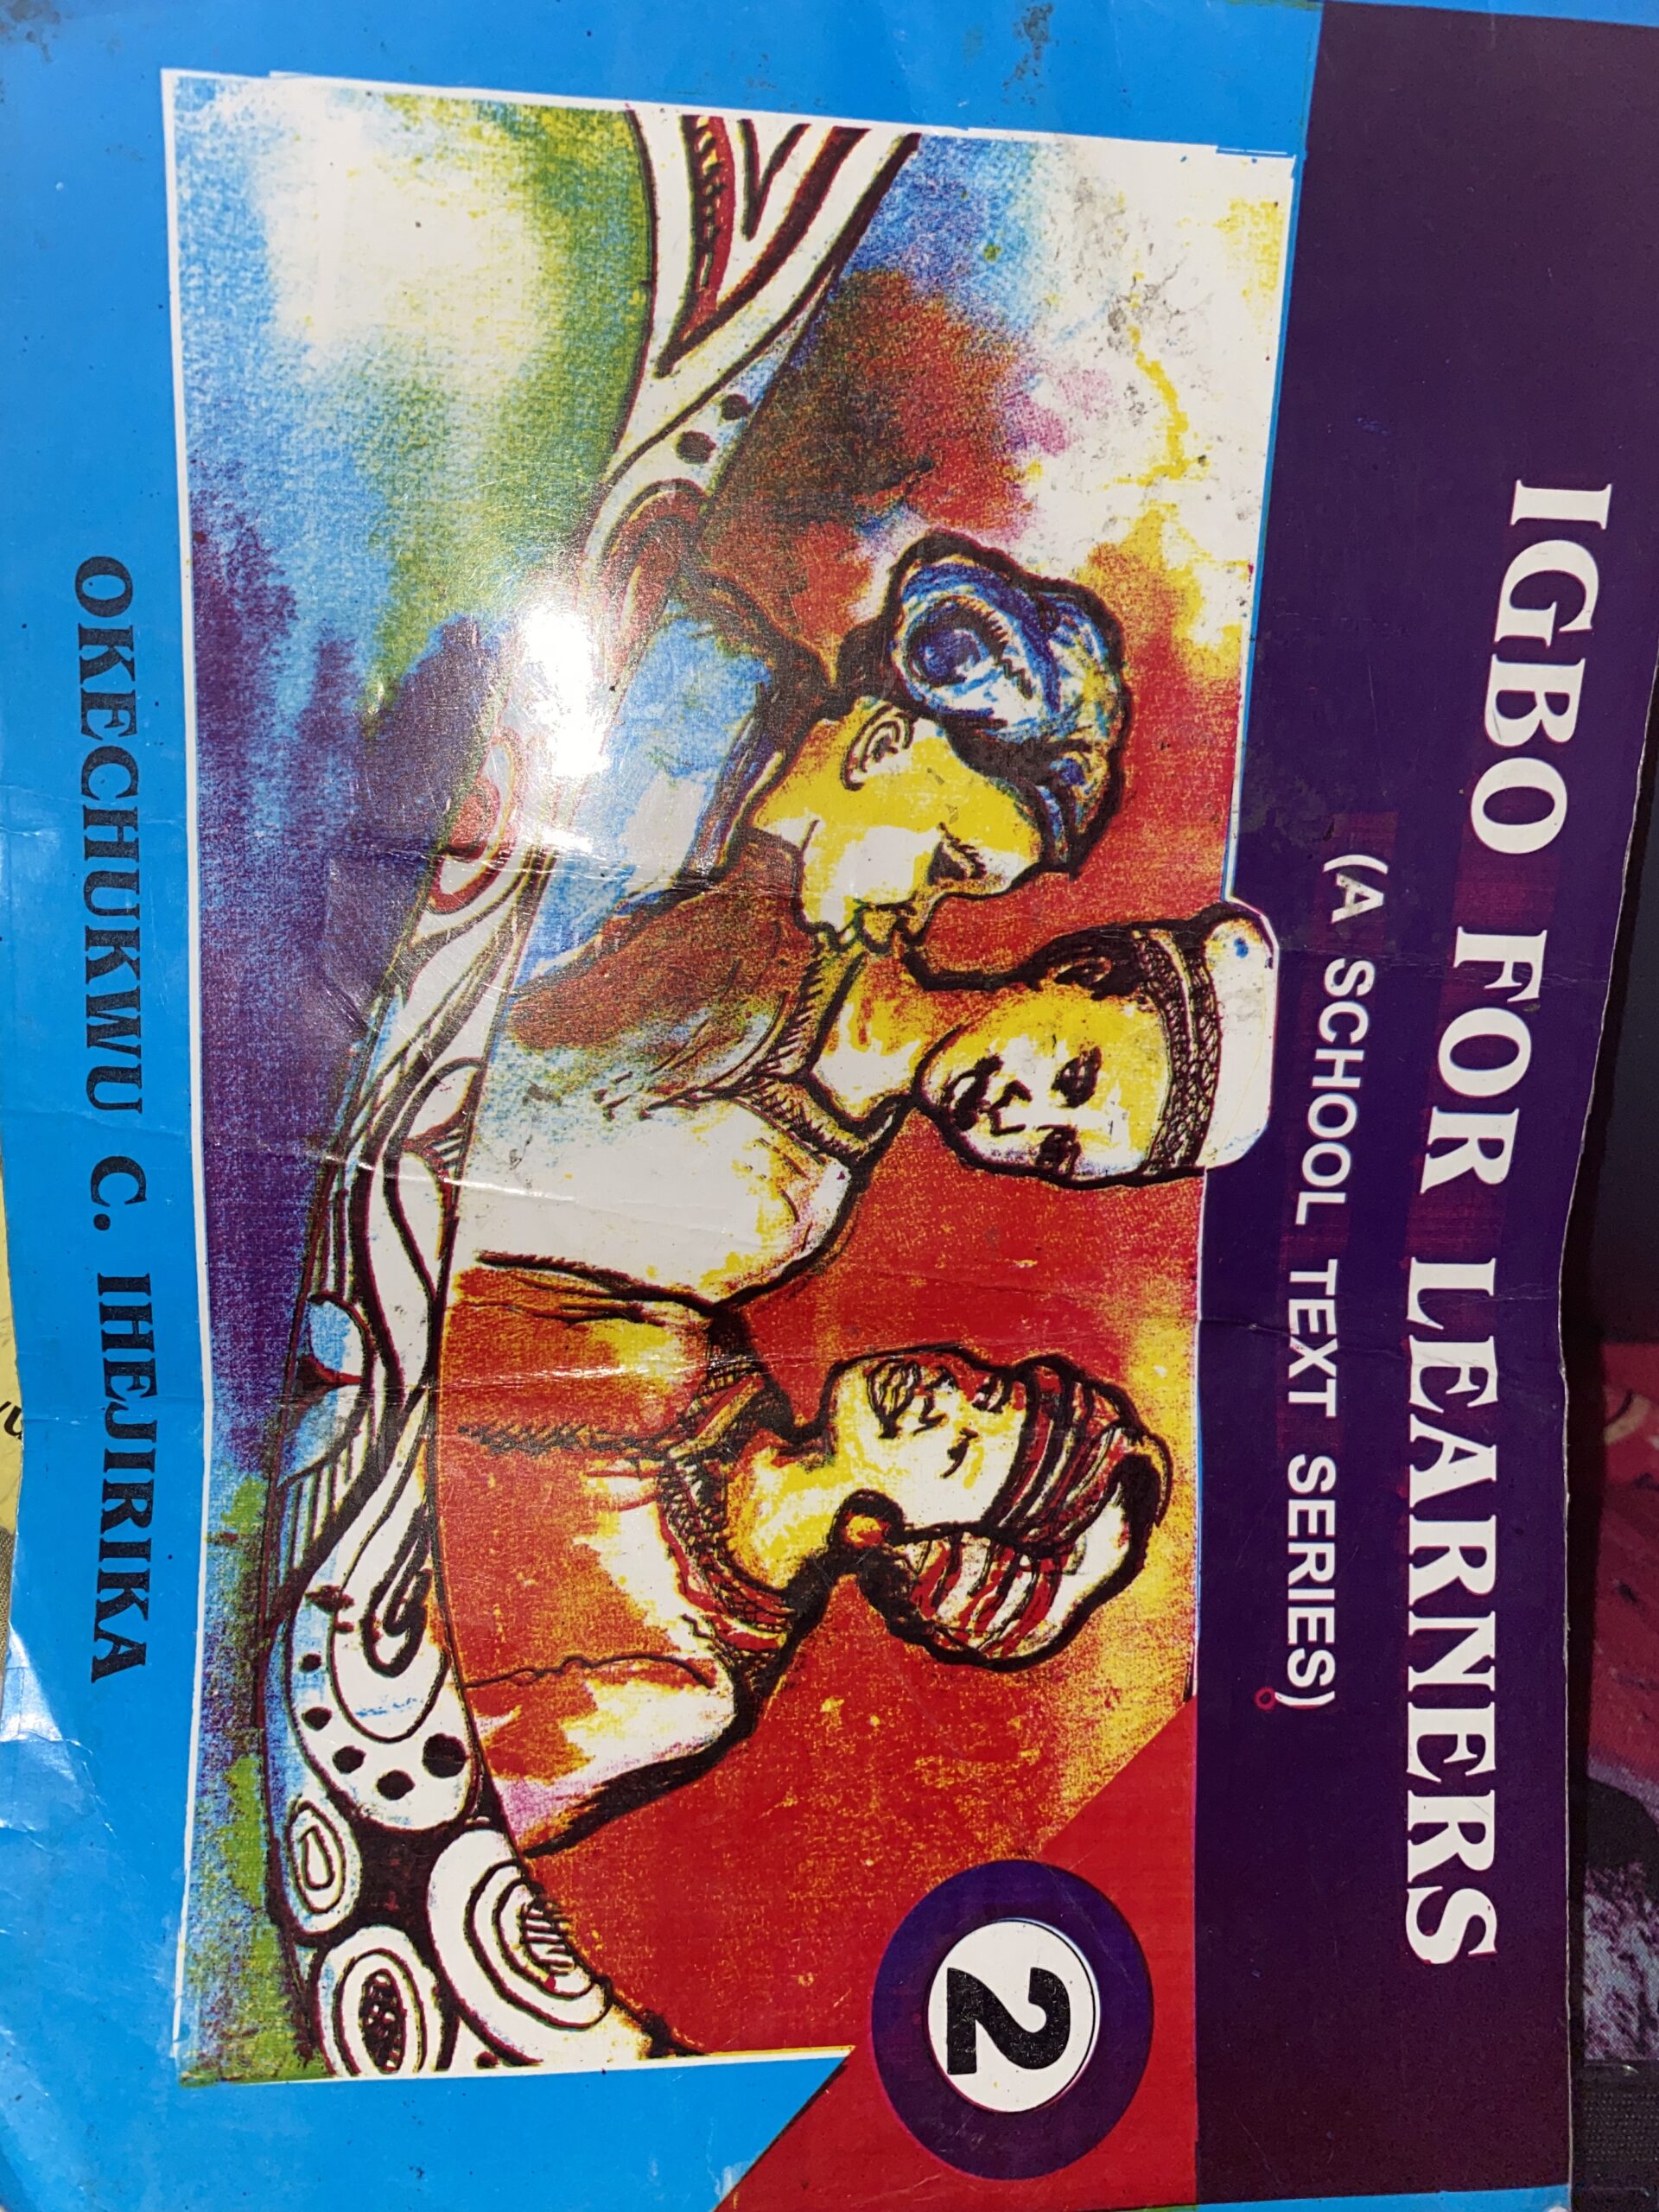 IGBO FOR LEARNERS
(A SCHOOL TEXT SERIES)
2
OKECHUKWU C. IHEJIRIKA